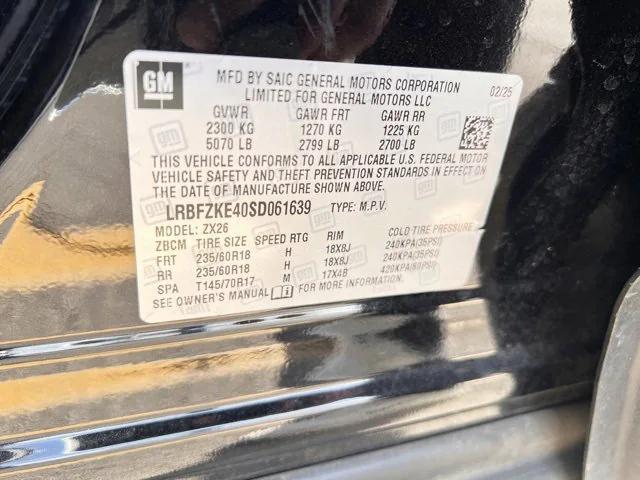 GM
MFD BY SAIC GENERAL MOTORS CORPORATION
LIMITED FOR GENERAL MOTORS LLC
02/25
GVWR GAWR FRT GAWR RR
2300 KG 1270 KG 1225 KG
5070 LB 2799 LB 2700 LB
THIS VEHICLE CONFORMS TO ALL APPLICABLE U.S. FEDERAL MOTOR
VEHICLE SAFETY AND THEFT PREVENTION STANDARDS IN EFFECT ON
THE DATE OF MANUFACTURE SHOWN ABOVE.
LRBFZKE40SD061639 TYPE: M.P.V.
MODEL: ZX26
ZBCM TIRE SIZE SPEED RTG RIM COLD TIRE PRESSURE
FRT 235/60R18 H 18X8J 240KPA(35PSI)
RR 235/60R18 H 18X8J 240KPA(35PSI)
SPA T145/70R17 M 17X4B 420KPA(60PSI)
SEE OWNER'S MANUAL FOR MORE INFORMATION.